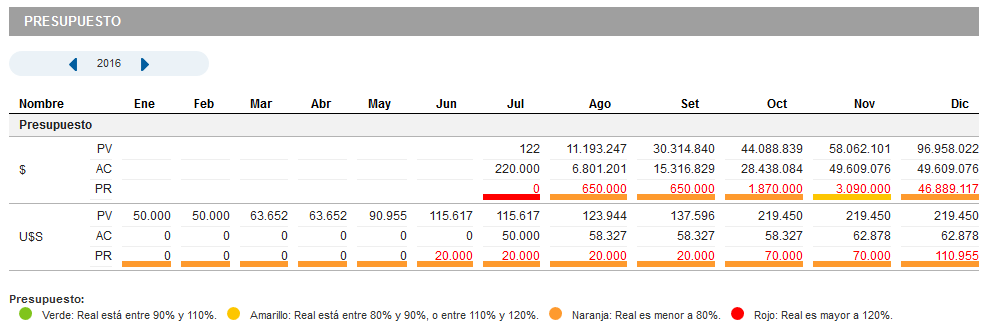 PRESUPUESTO
2016
Nombre Ene Feb Mar Abr May Jun Jul Ago Set Oct Nov Dic
Presupuesto
PV 122 11.193.247 30.314.840 44.088.839 58.062.101 96.958.022
$ AC 220.000 6.801.201 15.316.829 28.438.084 49.609.076 49.609.076
PR 0 650.000 650.000 1.870.000 3.090.000 46.889.117
PV 50.000 50.000 63.652 63.652 90.955 115.617 115.617 123.944 137.596 219.450 219.450 219.450
U$S AC 0 0 0 0 0 0 50.000 58.327 58.327 58.327 62.878 62.878
PR 0 0 0 0 0 20.000 20.000 20.000 20.000 70.000 70.000 110.955
Presupuesto:
Verde: Real está entre 90% y 110%. Amarillo: Real está entre 80% y 90%, o entre 110% y 120%. Naranja: Real es menor a 80%. Rojo: Real es mayor a 120%.